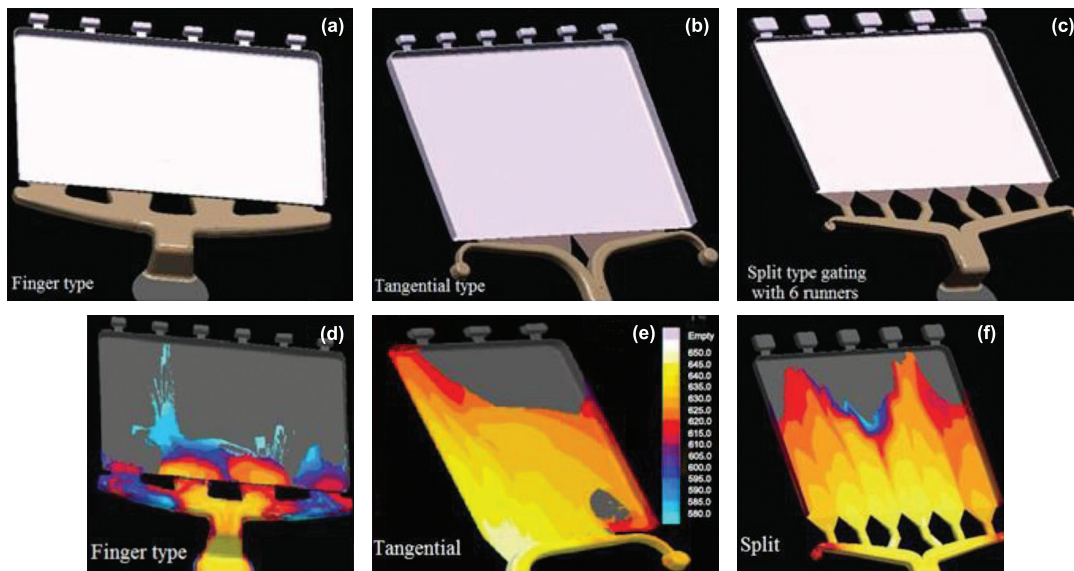 (a)
Finger type
(b)
Tangential type
(c)
Split type gating
with 6 runners
(d)
Finger type
(e)
Empty
650.0
645.0
640.0
630.0
625.0
620.0
615.0
610.0
605.0
600.0
595.0
590.0
585.0
580.0
Tangential
(f)
Split